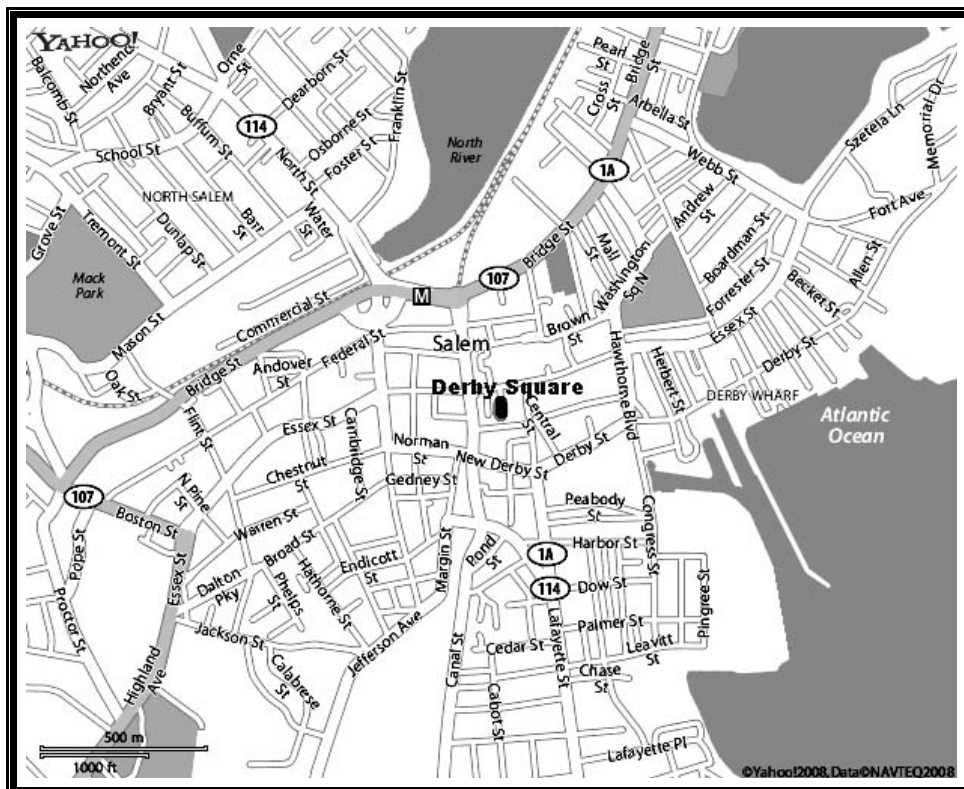 YAHOO!
Balcomb St
Northend Ave
Bryant St
Buffum St
Orne St
Dearborn St
114
Osborne St
Franklin St
Foster St
North St
School St
NORTH SALEM
Water St
Barr St
Dunlap St
Tremont St
Grove St
Mack Park
Mason St
Commercial St
North River
Pearl St
Cross St
Bridge St
Arbella St
1A
Webb St
Szetela Ln
Memorial Dr
Fort Ave
Andrew St
Boardman St
Forrester St
Becket St
Allen St
Mall St
Washington Sq N
Bridge St
107
M
Brown St
Essex St
Derby St
Hawthorne Blvd
Herbert St
DERBY WHARF
Atlantic Ocean
Salem
Derby Square
Central St
Derby St
New Derby St
Norman St
Gedney St
Federal St
Andover St
Bridge St
Oak St
Flint St
Essex St
Cambridge St
Chestnut St
N Pine St
107
Boston St
Warren St
Broad St
Pope St
Proctor St
Essex St
Dalton Pky
Phelps St
Hathorne St
Endicott St
Margin St
Pond St
Peabody St
Congress St
Harbor St
1A
114
Dow St
Pingree St
Palmer St
Leavitt St
Cedar St
Chase St
Lafayette St
Canal St
Cabot St
Jefferson Ave
Jackson St
Calabrese St
Highland Ave
Lafayette Pl
500 m
1000 ft
©Yahoo!2008,Data©NAVTEQ2008